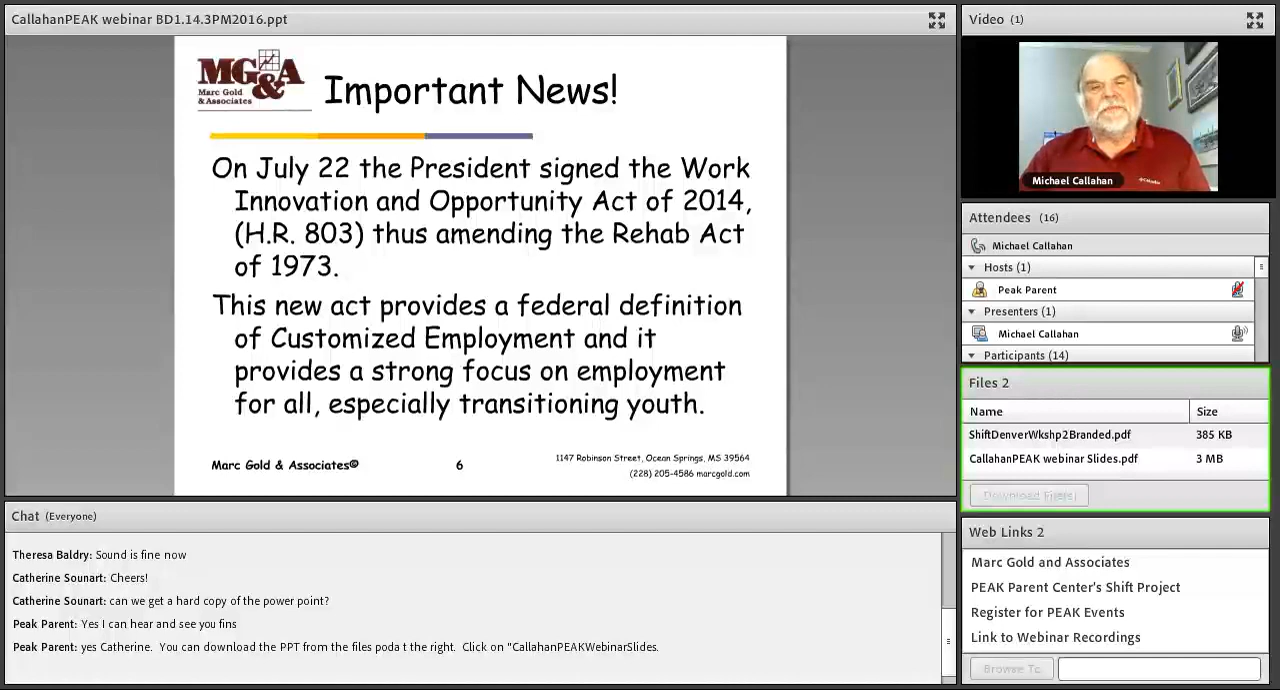 CallahanPEAK webinar BD1.14.3PM2016.ppt
MG&A
Marc Gold
& Associates
Important News!
On July 22 the President signed the Work
Innovation and Opportunity Act of 2014,
(H.R. 803) thus amending the Rehab Act
of 1973.
This new act provides a federal definition
of Customized Employment and it
provides a strong focus on employment
for all, especially transitioning youth.
Marc Gold & Associates©
6
1147 Robinson Street, Ocean Springs, MS 39564
(228) 205-4586 marcgold.com
Chat (Everyone)
Theresa Baldry: Sound is fine now
Catherine Sounart: Cheers!
Catherine Sounart: can we get a hard copy of the power point?
Peak Parent: Yes I can hear and see you fins
Peak Parent: yes Catherine. You can download the PPT from the files poda t the right. Click on "CallahanPEAKWebinarSlides.
Video (1)
Michael Callahan
Attendees (16)
Michael Callahan
Hosts (1)
Peak Parent
Presenters (1)
Michael Callahan
Participants (14)
Files 2
Name Size
ShiftDenverWkshp2Branded.pdf 385 KB
CallahanPEAK webinar Slides.pdf 3 MB
Download File(s)
Web Links 2
Marc Gold and Associates
PEAK Parent Center's Shift Project
Register for PEAK Events
Link to Webinar Recordings
Browse To